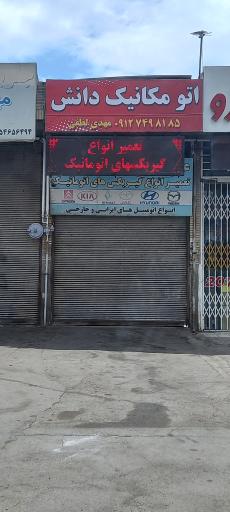 اتو مکانیک دانش
۰۹۱۲۷۴۹۸۱۸۵ مهدی لطفی
تعمیر انواع
گیربکسهای اتوماتیک
تعمیر انواع گیربکس های اتوماتیک
KIA
HYUNDAI
mazda
انواع اتومبیل های ایرانی و خارجی